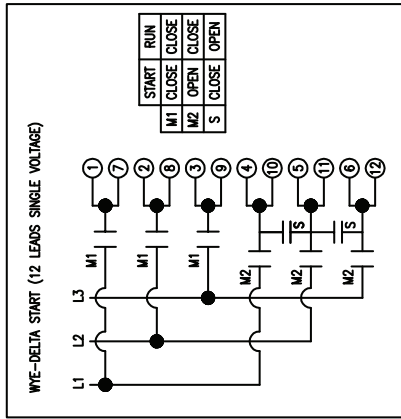 WYE-DELTA START (12 LEADS SINGLE VOLTAGE)
L1 L2 L3
M1 M1 M1 M2 M2 M2
S S
1 7 2 8 3 9 4 10 5 11 6 12
START RUN
M1 CLOSE CLOSE
M2 OPEN CLOSE
S CLOSE OPEN